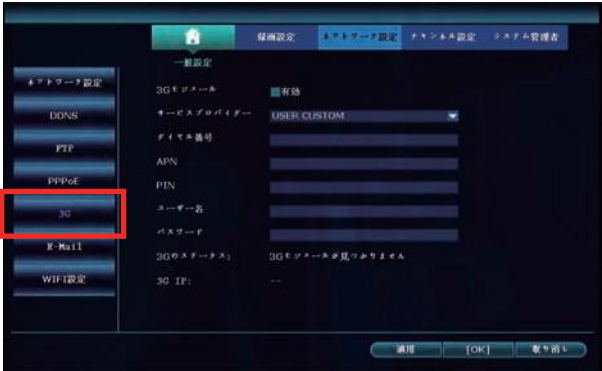 録画設定 ネットワーク設定 チャンネル設定 システム管理者
一般設定
ネットワーク設定
DDNS
FTP
PPPoE
3G
E-Mail
WIFI設定
3Gモジュール 有効
サービスプロバイダー USER CUSTOM
ダイヤル番号
APN
PIN
ユーザー名
パスワード
3Gのステータス: 3Gモジュールが見つかりません
3G IP: --
適用 [OK] 取り消し